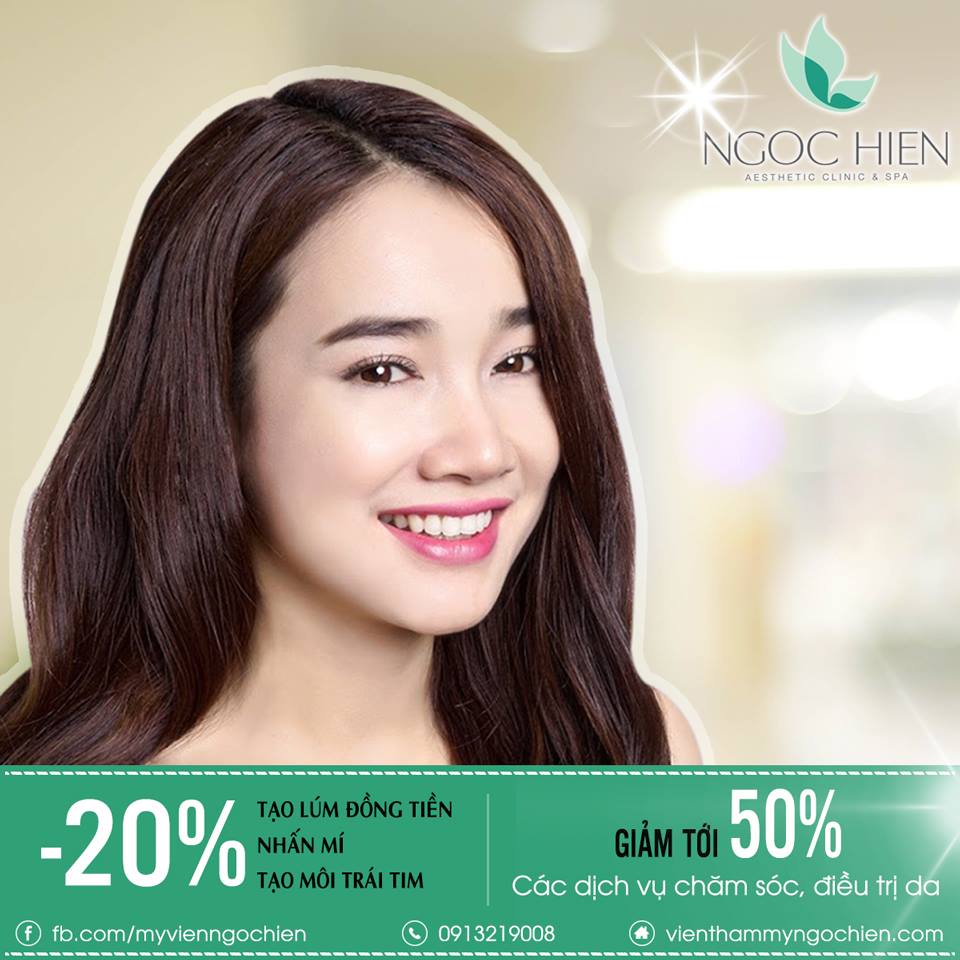 NGOC HIEN
AESTHETIC CLINIC & SPA
-20%
TẠO LÚM ĐỒNG TIỀN
NHẤN MÍ
TẠO MÔI TRÁI TIM
GIẢM TỚI 50%
Các dịch vụ chăm sóc, điều trị da
fb.com/myvienngochien
0913219008
vienthammyngochien.com